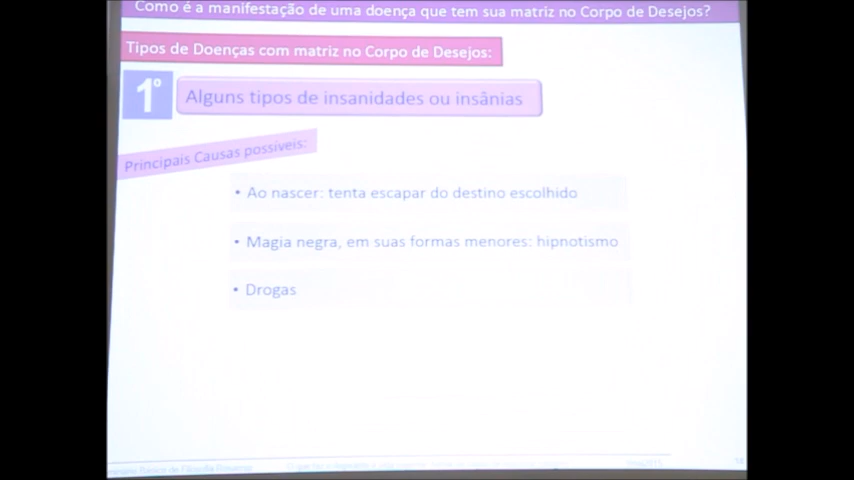 Como é a manifestação de uma doença que tem sua matriz no Corpo de Desejos?
Tipos de Doenças com matriz no Corpo de Desejos:
1º
Alguns tipos de insanidades ou insânias
Principais Causas possíveis:
• Ao nascer: tenta escapar do destino escolhido
• Magia negra, em suas formas menores: hipnotismo
• Drogas